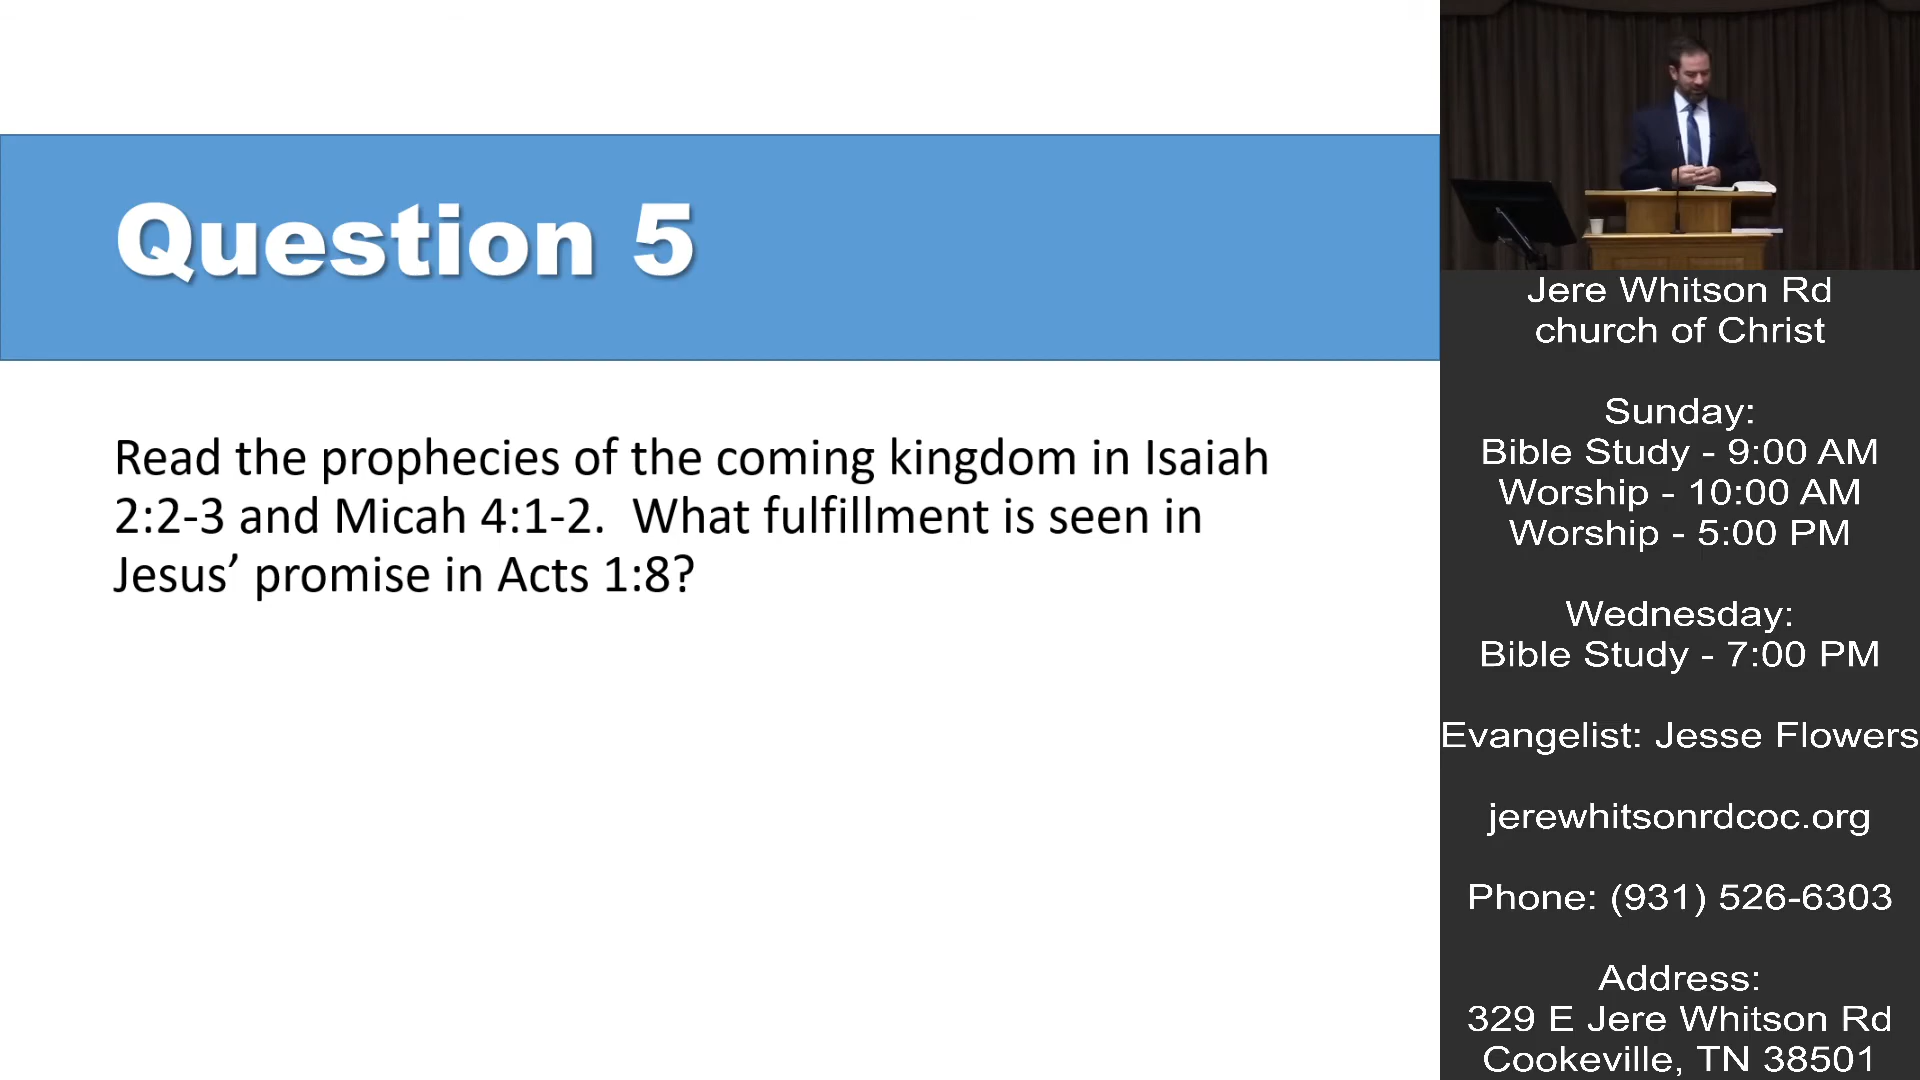 Question 5
Read the prophecies of the coming kingdom in Isaiah
2:2-3 and Micah 4:1-2.  What fulfillment is seen in
Jesus’ promise in Acts 1:8?
Jere Whitson Rd
church of Christ
Sunday:
Bible Study - 9:00 AM
Worship - 10:00 AM
Worship - 5:00 PM
Wednesday:
Bible Study - 7:00 PM
Evangelist: Jesse Flowers
jerewhitsonrdcoc.org
Phone: (931) 526-6303
Address:
329 E Jere Whitson Rd
Cookeville, TN 38501